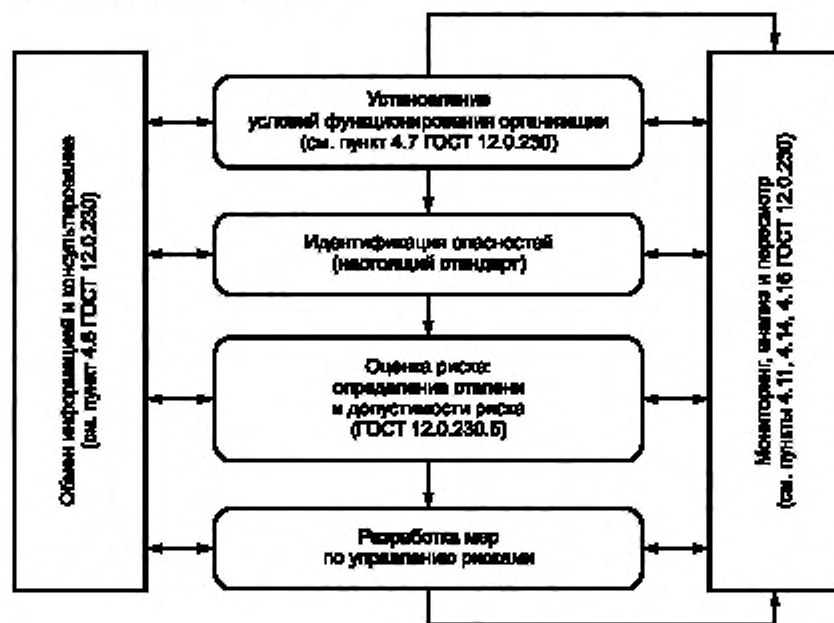 Обмен информацией и консультирование
(см. пункт 4.6 ГОСТ 12.0.230)
Установление
условий функционирования организации
(см. пункт 4.7 ГОСТ 12.0.230)
Идентификация опасностей
(настоящий стандарт)
Оценка риска:
определение степени
и допустимости риска
(ГОСТ 12.0.230.5)
Разработка мер
по управлению рисками
Мониторинг, анализ и пересмотр
(см. пункты 4.11, 4.14, 4.16 ГОСТ 12.0.230)